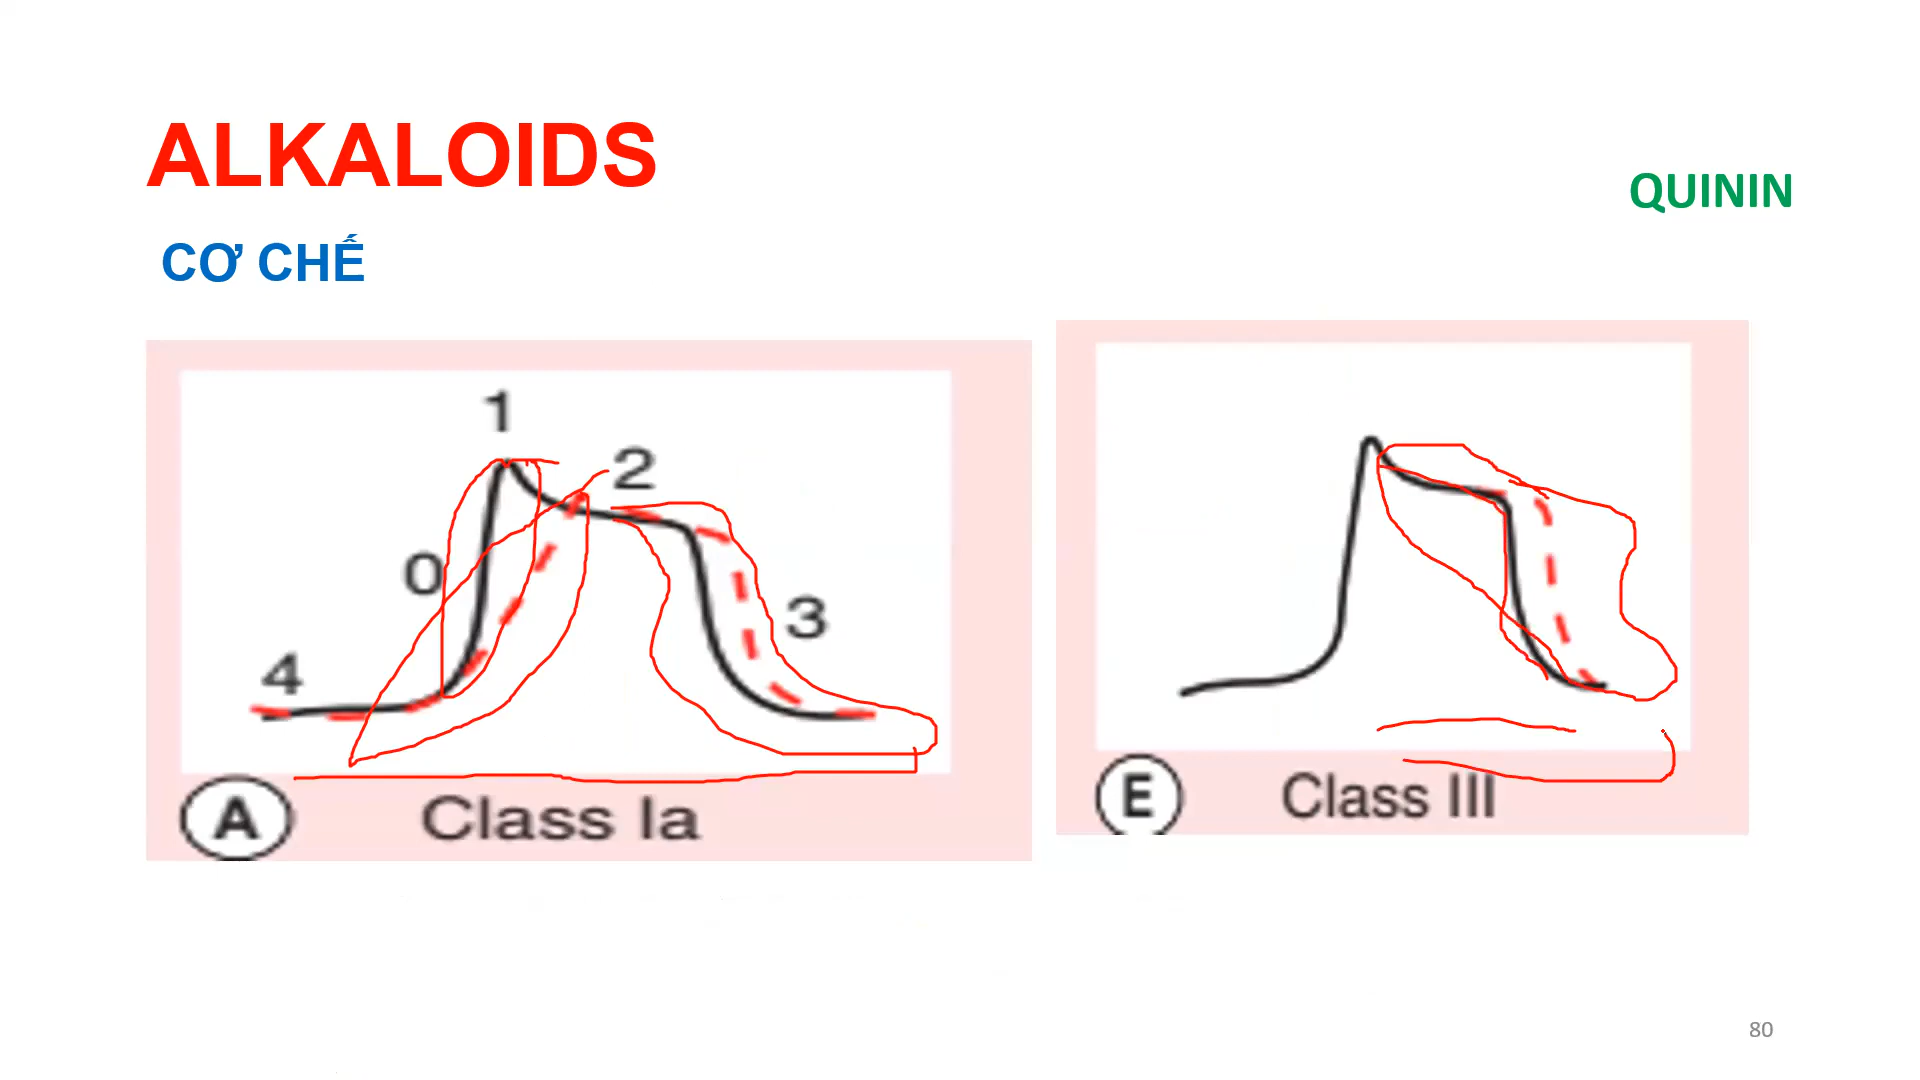 ALKALOIDS
QUININ
CƠ CHẾ
1
2
0
3
4
A Class Ia
E Class III
80